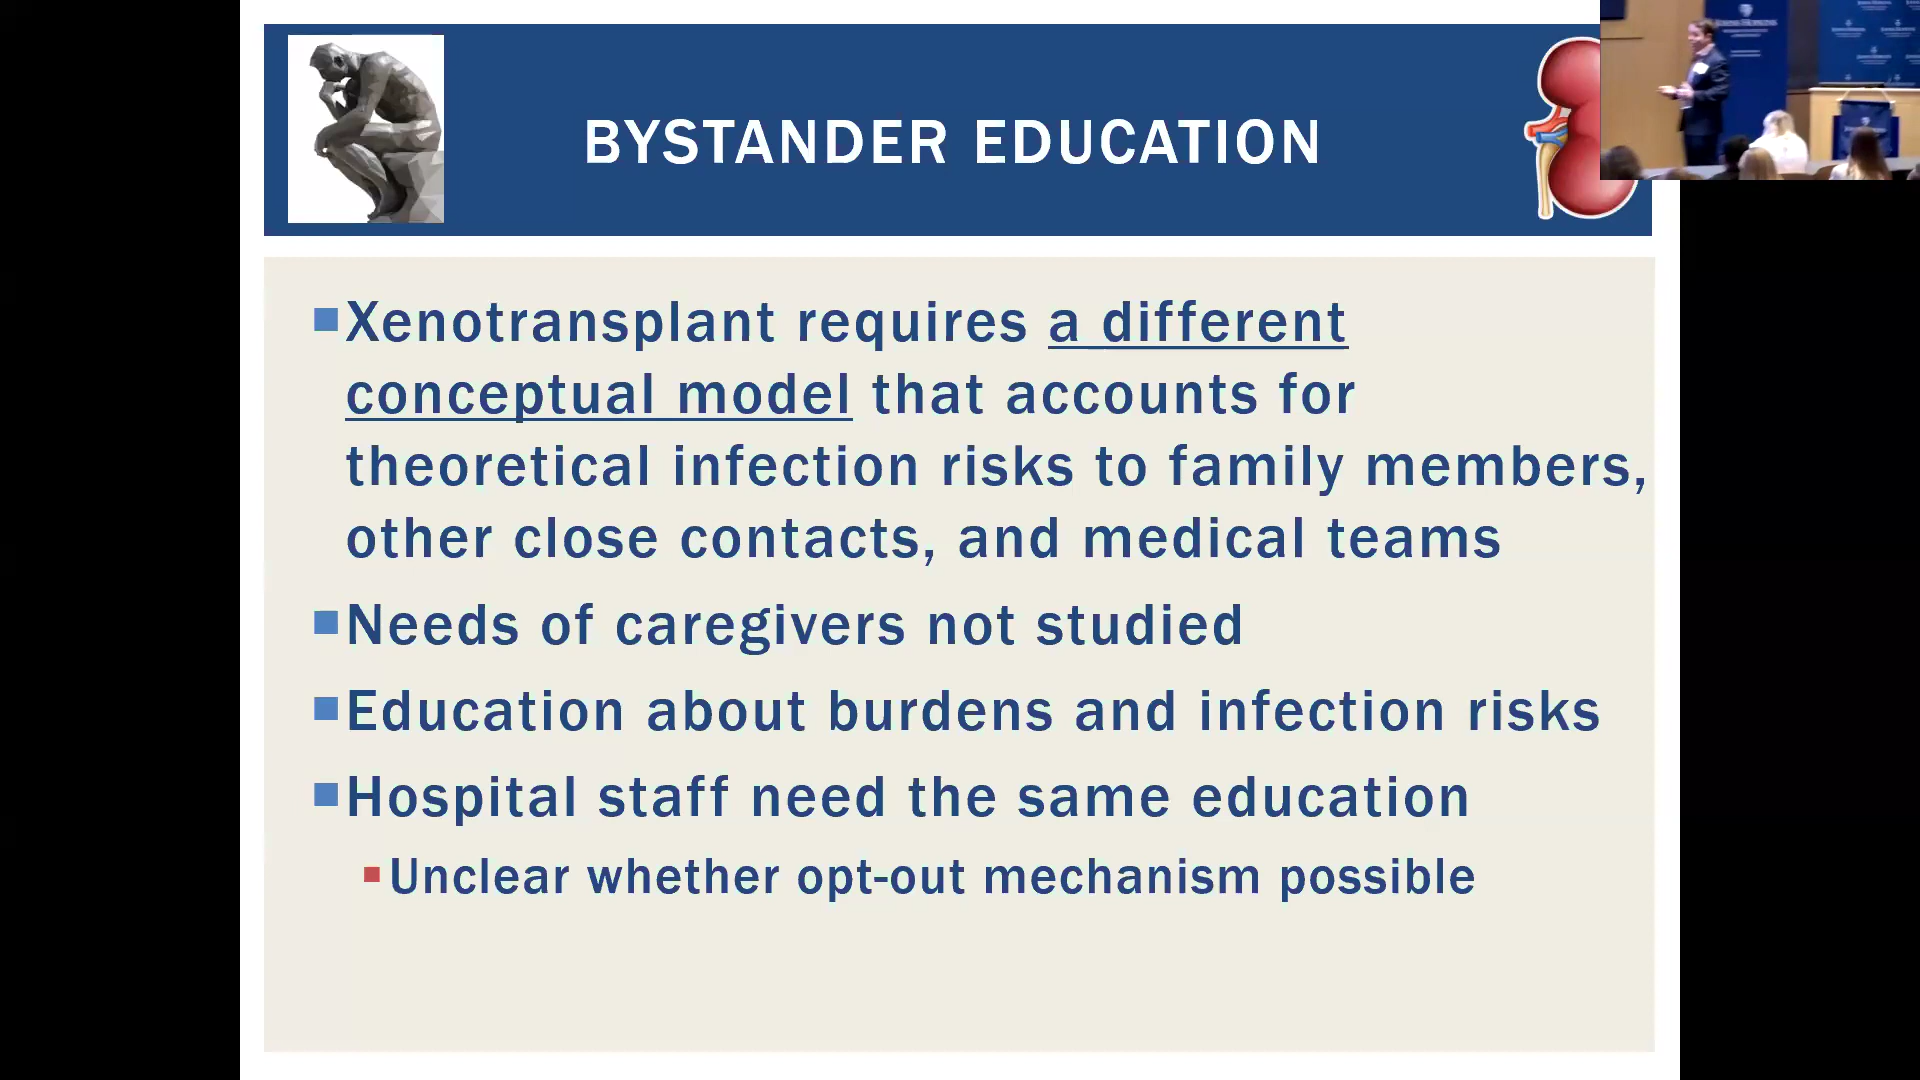 BYSTANDER EDUCATION
Xenotransplant requires a different
conceptual model that accounts for
theoretical infection risks to family members,
other close contacts, and medical teams
Needs of caregivers not studied
Education about burdens and infection risks
Hospital staff need the same education
Unclear whether opt-out mechanism possible
JOHNS HOPKINS